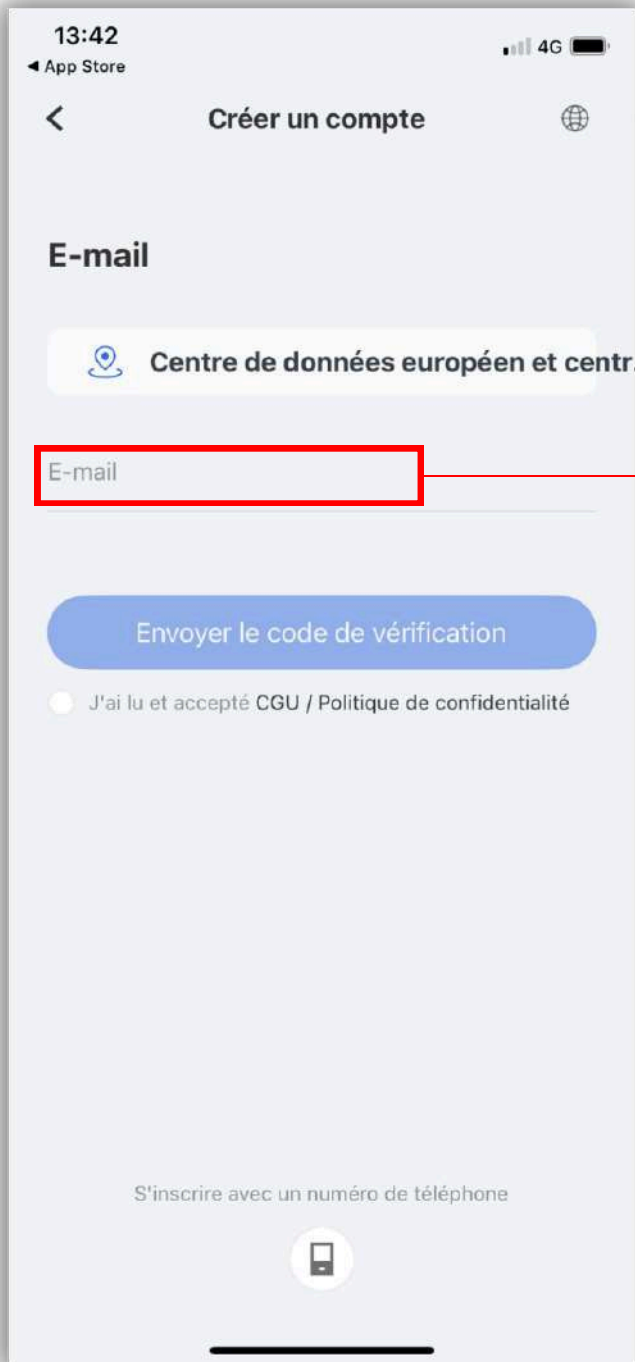 13:42
4G
◀ App Store
Créer un compte
E-mail
Centre de données européen et centr.
E-mail
Envoyer le code de vérification
J'ai lu et accepté CGU / Politique de confidentialité
S'inscrire avec un numéro de téléphone